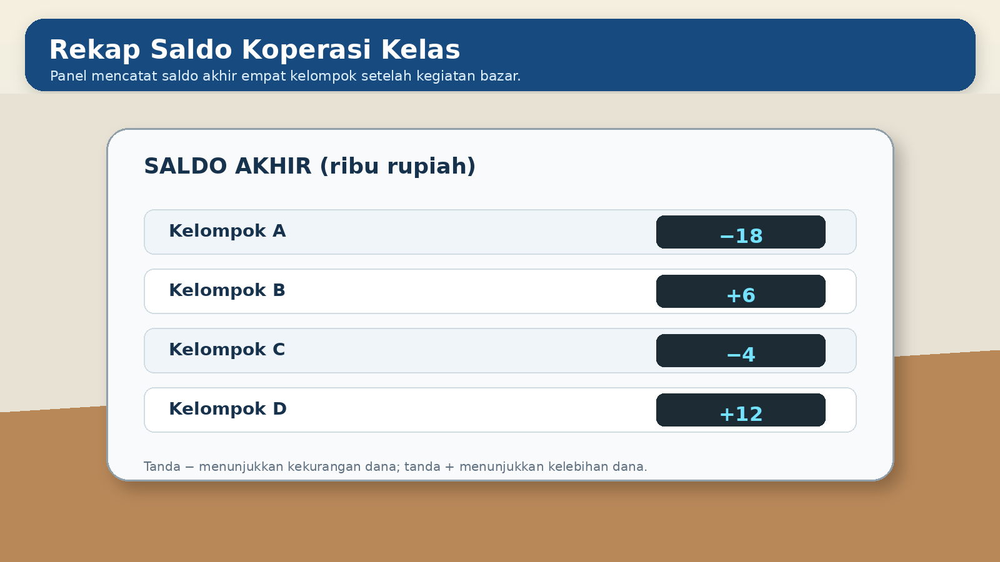 Rekap Saldo Koperasi Kelas
Panel mencatat saldo akhir empat kelompok setelah kegiatan bazar.
SALDO AKHIR (ribu rupiah)
Kelompok A −18
Kelompok B +6
Kelompok C −4
Kelompok D +12
Tanda − menunjukkan kekurangan dana; tanda + menunjukkan kelebihan dana.